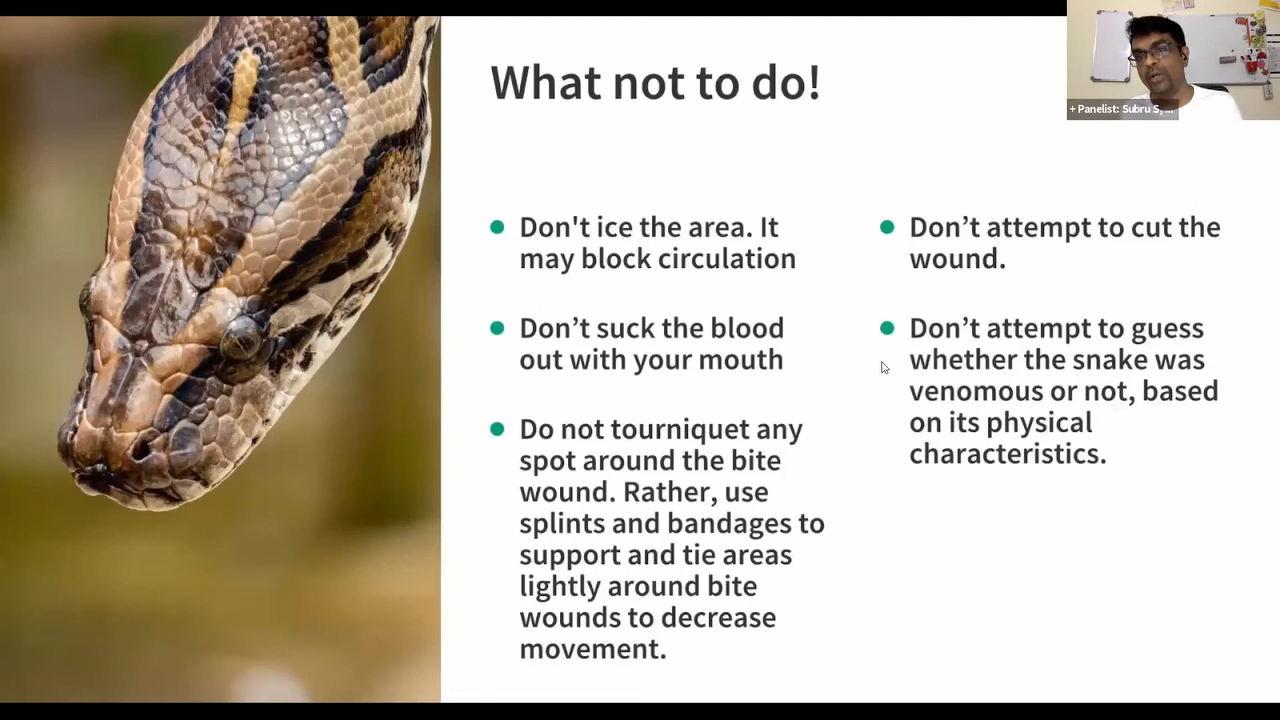 What not to do!
+ Panelist: Subru S, ...
Don't ice the area. It
may block circulation
Don’t suck the blood
out with your mouth
Do not tourniquet any
spot around the bite
wound. Rather, use
splints and bandages to
support and tie areas
lightly around bite
wounds to decrease
movement.
Don’t attempt to cut the
wound.
Don’t attempt to guess
whether the snake was
venomous or not, based
on its physical
characteristics.